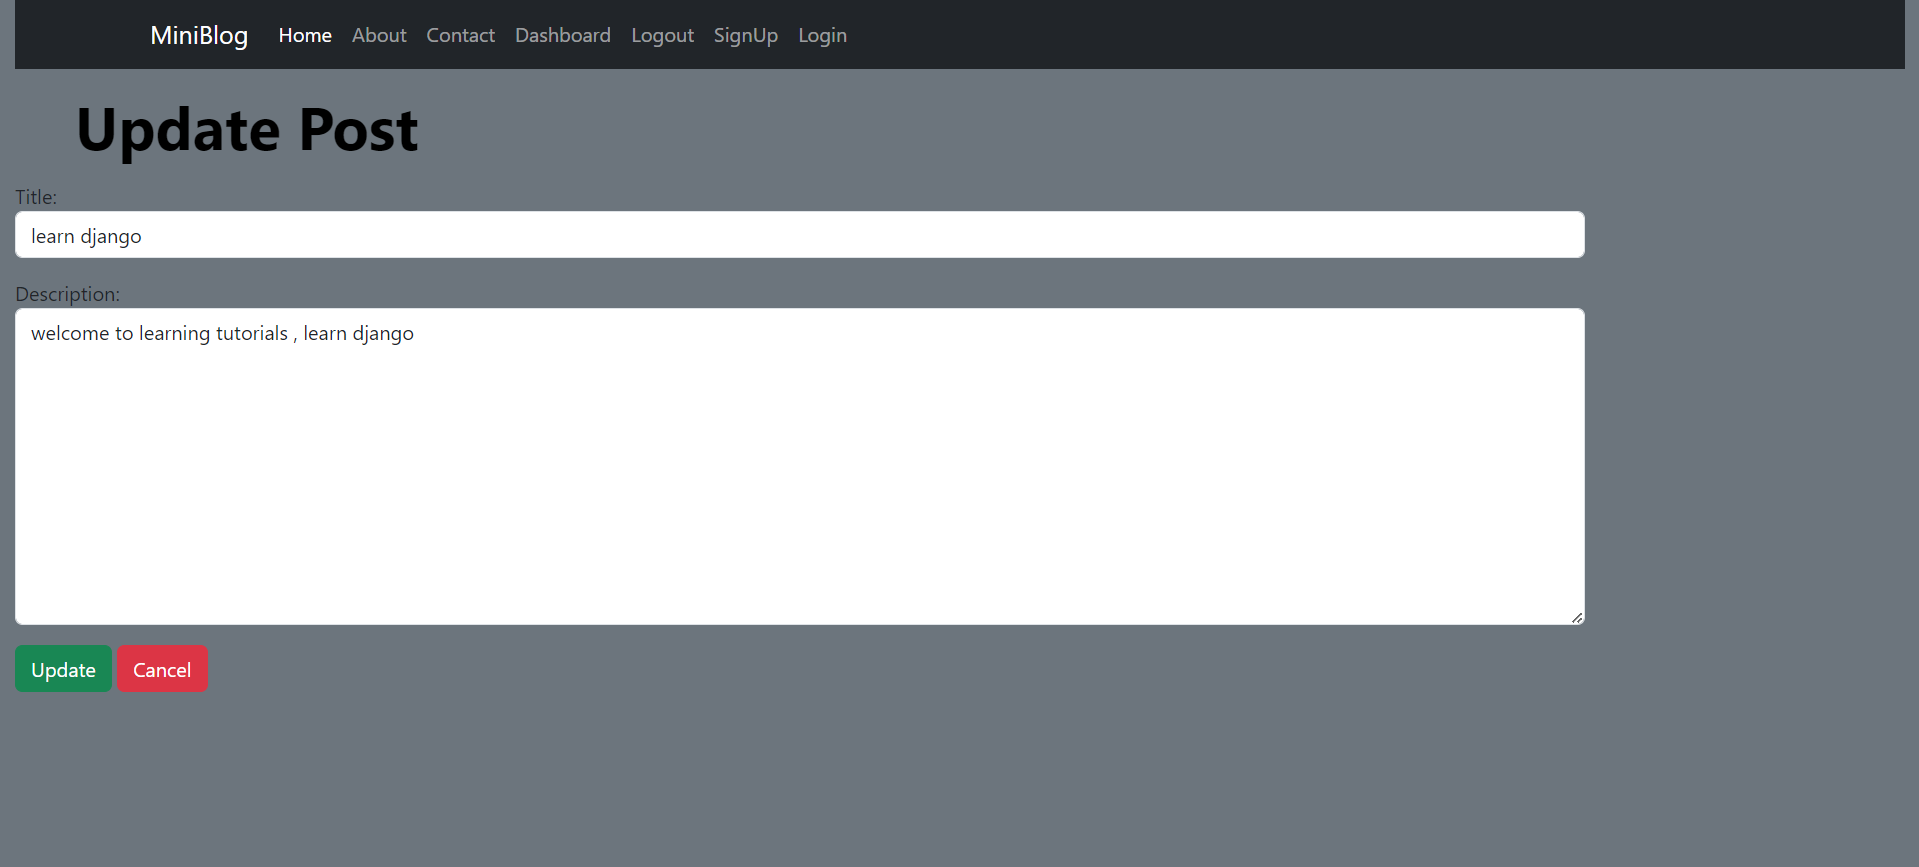 MiniBlog Home About Contact Dashboard Logout SignUp Login
Update Post
Title:
learn django
Description:
welcome to learning tutorials , learn django
Update Cancel